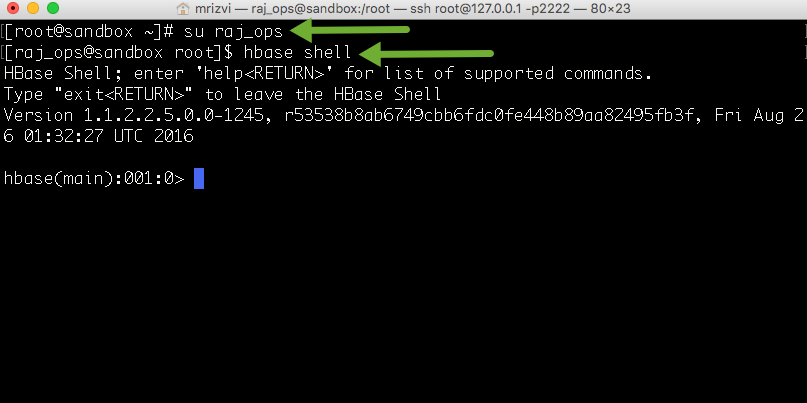 mrizvi — raj_ops@sandbox:/root — ssh root@127.0.0.1 -p2222 — 80×23
[[root@sandbox ~]# su raj_ops
[[raj_ops@sandbox root]$ hbase shell
HBase Shell; enter 'help<RETURN>' for list of supported commands.
Type "exit<RETURN>" to leave the HBase Shell
Version 1.1.2.2.5.0.0-1245, r53538b8ab6749cbb6fdc0fe448b89aa82495fb3f, Fri Aug 2
6 01:32:27 UTC 2016
hbase(main):001:0>